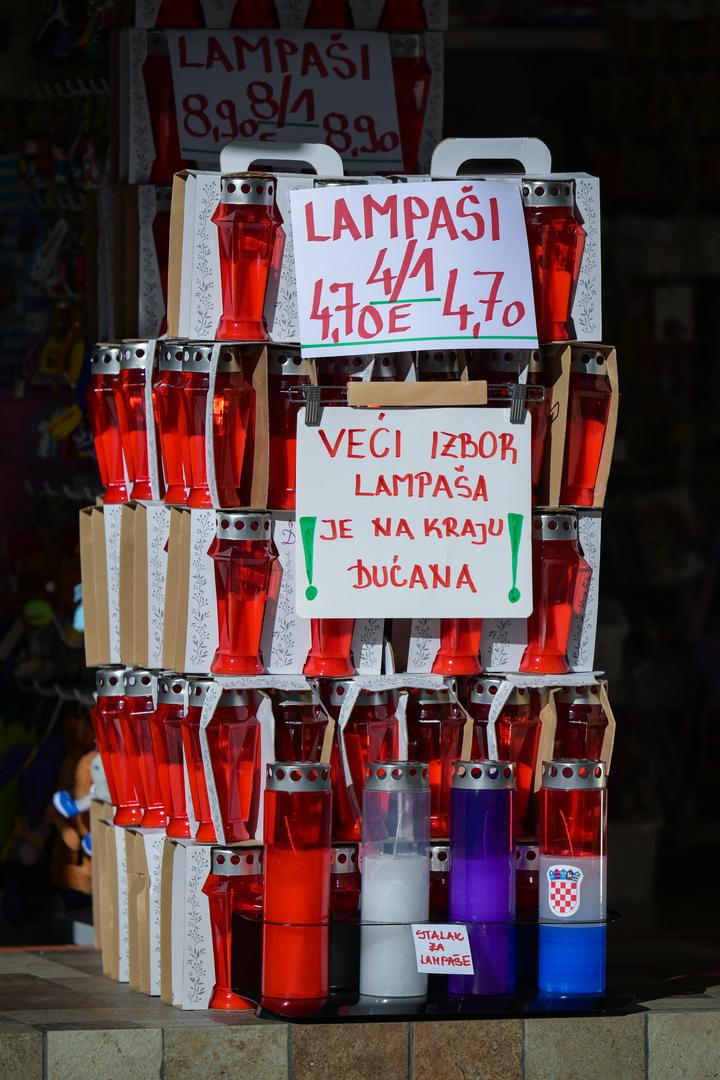 LAMPAŠI
8/1
8,90 E 8,90
LAMPAŠI
4/1
4,70E 4,70
VEĆI IZBOR
LAMPAŠA
! JE NA KRAJU !
DUĆANA
STALAK
ZA
LAMPAŠE